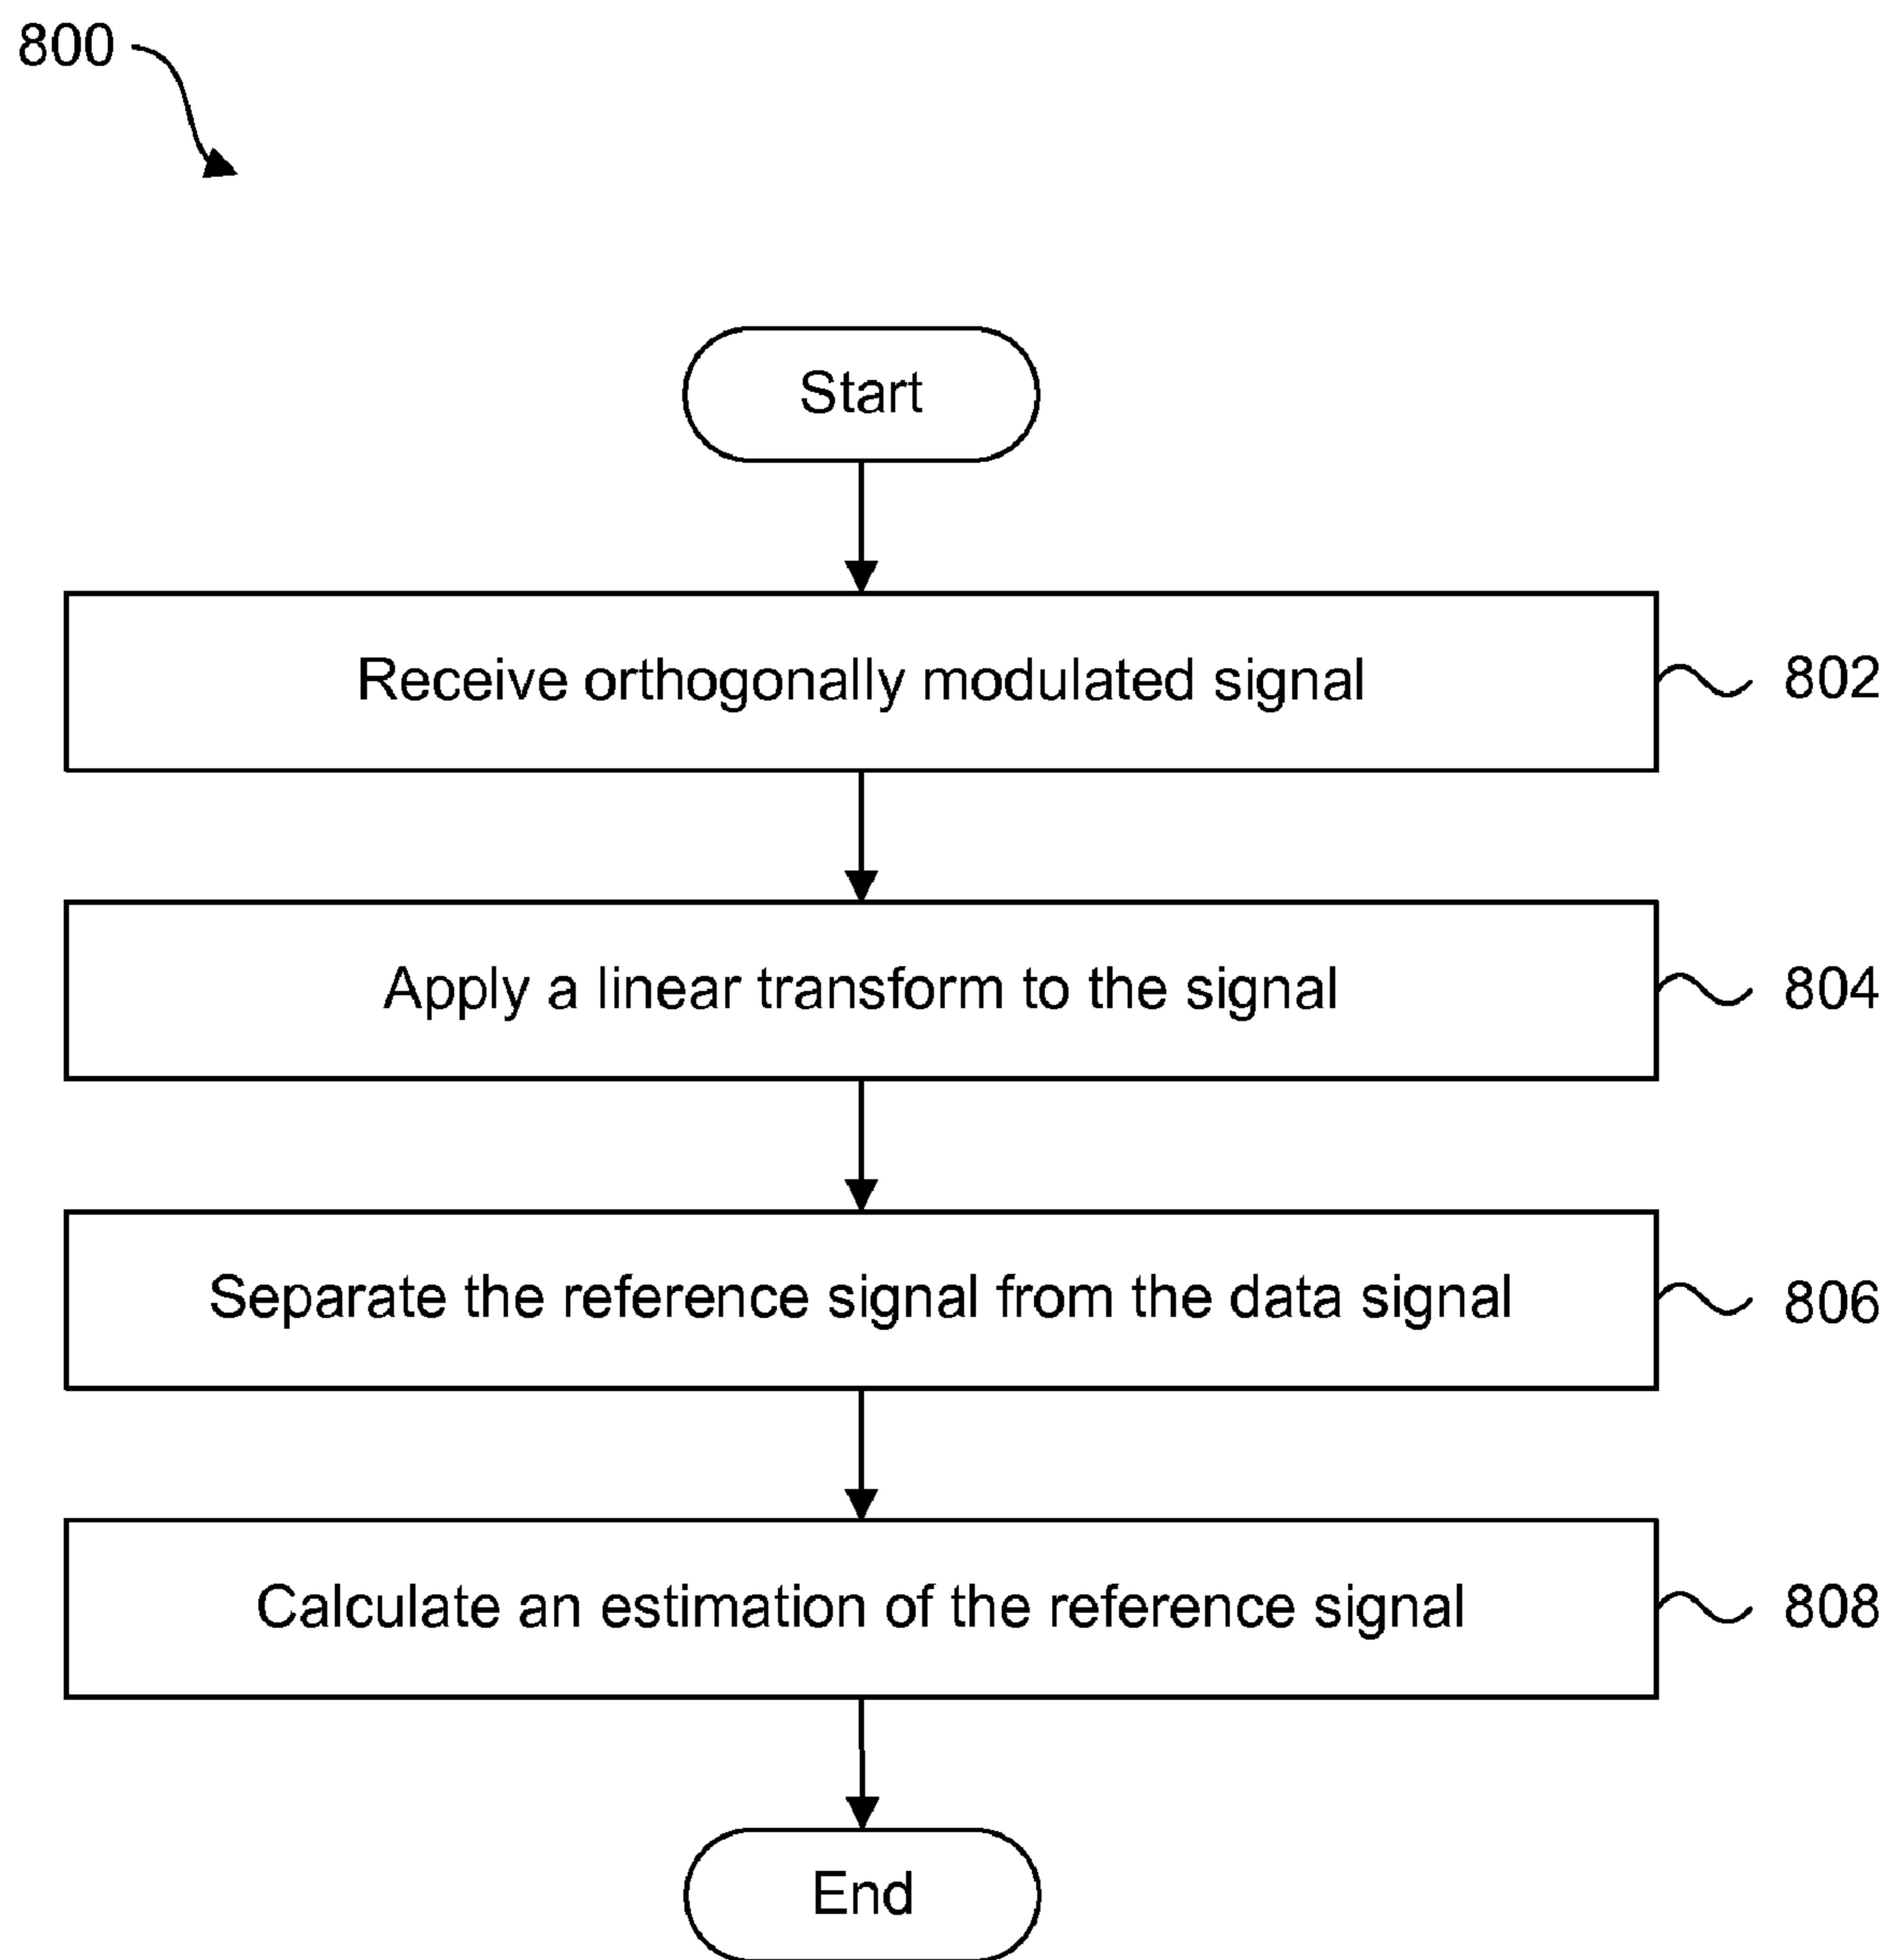 800
Start
Receive orthogonally modulated signal
802
Apply a linear transform to the signal
804
Separate the reference signal from the data signal
806
Calculate an estimation of the reference signal
808
End